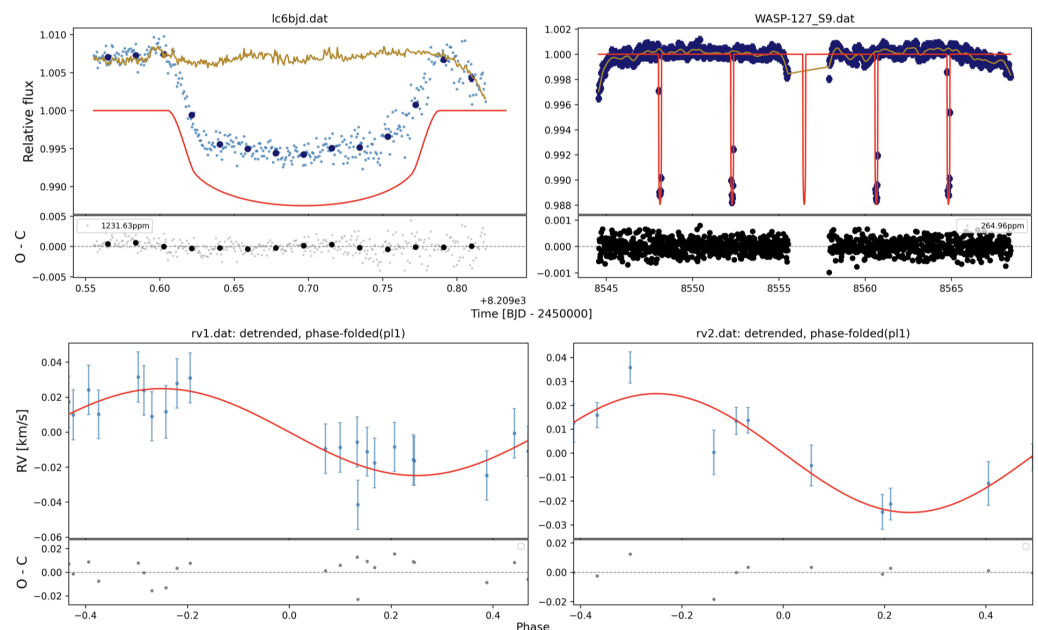 lc6bjd.dat
WASP-127_S9.dat
Relative flux
1.010
1.005
1.000
0.995
0.990
1.002
1.000
0.998
0.996
0.994
0.992
0.990
0.988
O - C
0.005
0.000
−0.005
1231.63ppm
0.001
0.000
−0.001
264.96ppm
0.55 0.60 0.65 0.70 0.75 0.80
+8.209e3
8545 8550 8555 8560 8565
Time [BJD - 2450000]
rv1.dat: detrended, phase-folded(pl1)
rv2.dat: detrended, phase-folded(pl1)
RV [km/s]
0.04
0.02
0.00
−0.02
−0.04
−0.06
0.04
0.03
0.02
0.01
0.00
−0.01
−0.02
−0.03
O - C
0.02
0.00
−0.02
0.02
0.00
−0.02
−0.4 −0.2 0.0 0.2 0.4
−0.4 −0.2 0.0 0.2 0.4
Phase